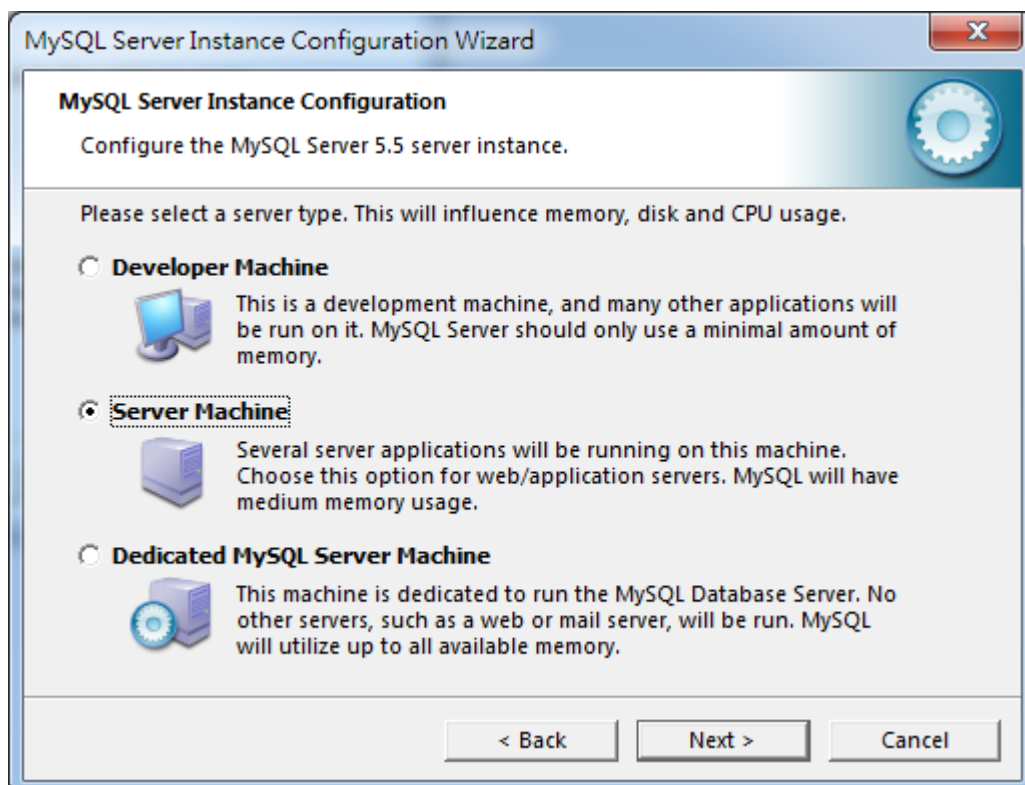 MySQL Server Instance Configuration Wizard
MySQL Server Instance Configuration
Configure the MySQL Server 5.5 server instance.
Please select a server type. This will influence memory, disk and CPU usage.
Developer Machine
This is a development machine, and many other applications will
be run on it. MySQL Server should only use a minimal amount of
memory.
Server Machine
Several server applications will be running on this machine.
Choose this option for web/application servers. MySQL will have
medium memory usage.
Dedicated MySQL Server Machine
This machine is dedicated to run the MySQL Database Server. No
other servers, such as a web or mail server, will be run. MySQL
will utilize up to all available memory.
< Back Next > Cancel